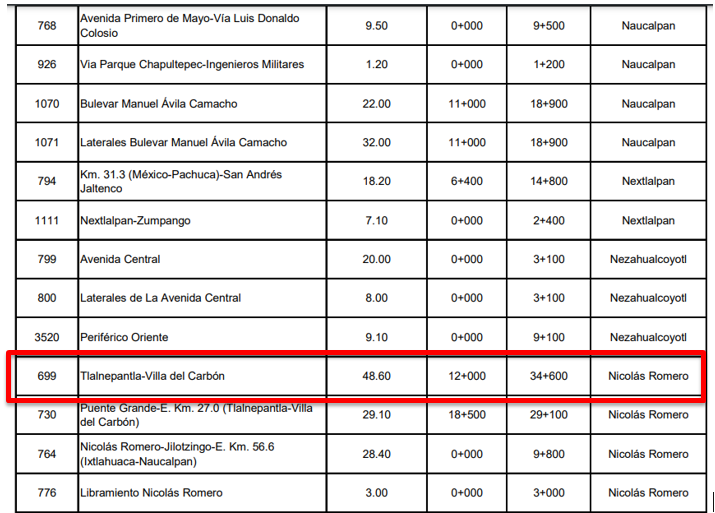 768 Avenida Primero de Mayo-Vía Luis Donaldo Colosio 9.50 0+000 9+500 Naucalpan
926 Via Parque Chapultepec-Ingenieros Militares 1.20 0+000 1+200 Naucalpan
1070 Bulevar Manuel Ávila Camacho 22.00 11+000 18+900 Naucalpan
1071 Laterales Bulevar Manuel Ávila Camacho 32.00 11+000 18+900 Naucalpan
794 Km. 31.3 (México-Pachuca)-San Andrés Jaltenco 18.20 6+400 14+800 Nextlalpan
1111 Nextlalpan-Zumpango 7.10 0+000 2+400 Nextlalpan
799 Avenida Central 20.00 0+000 3+100 Nezahualcoyotl
800 Laterales de La Avenida Central 8.00 0+000 3+100 Nezahualcoyotl
3520 Periférico Oriente 9.10 0+000 9+100 Nezahualcoyotl
699 Tlalnepantla-Villa del Carbón 48.60 12+000 34+600 Nicolás Romero
730 Puente Grande-E. Km. 27.0 (Tlalnepantla-Villa del Carbón) 29.10 18+500 29+100 Nicolás Romero
764 Nicolás Romero-Jilotzingo-E. Km. 56.6 (Ixtlahuaca-Naucalpan) 28.40 0+000 9+800 Nicolás Romero
776 Libramiento Nicolás Romero 3.00 0+000 3+000 Nicolás Romero